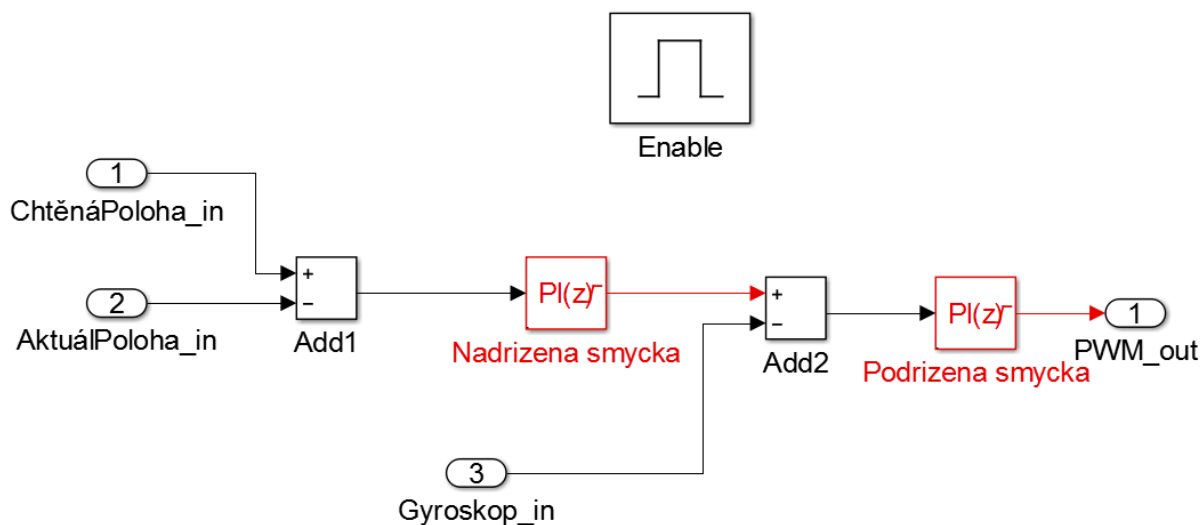 Enable
1
ChtěnáPoloha_in
2
AktuálPoloha_in
+
−
Add1
PI(z)
Nadrizena smycka
+
−
Add2
PI(z)
Podrizena smycka
1
PWM_out
3
Gyroskop_in